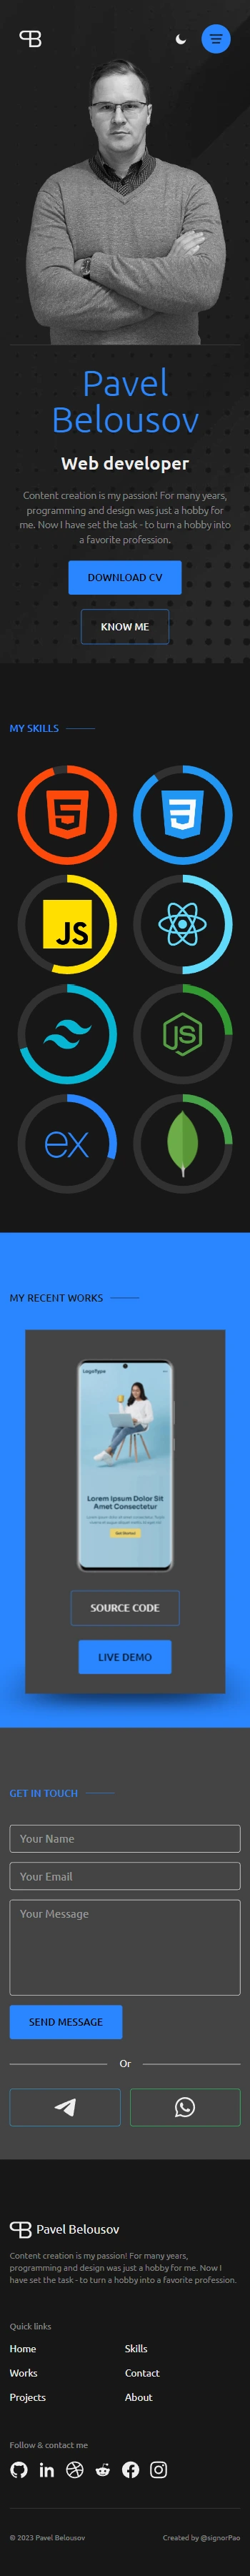 Pavel
Belousov
Web developer
Content creation is my passion! For many years,
programming and design was just a hobby for
me. Now I have set the task - to turn a hobby into
a favorite profession.
DOWNLOAD CV
KNOW ME
MY SKILLS
5
3
JS
JS
ex
MY RECENT WORKS
LogoType
Lorem Ipsum Dolor Sit
Amet Consectetur
SOURCE CODE
LIVE DEMO
GET IN TOUCH
Your Name
Your Email
Your Message
SEND MESSAGE
Or
Pavel Belousov
Content creation is my passion! For many years,
programming and design was just a hobby for me. Now I
have set the task - to turn a hobby into a favorite profession.
Quick links
Home
Skills
Works
Contact
Projects
About
Follow & contact me
© 2023 Pavel Belousov
Created by @signorPao